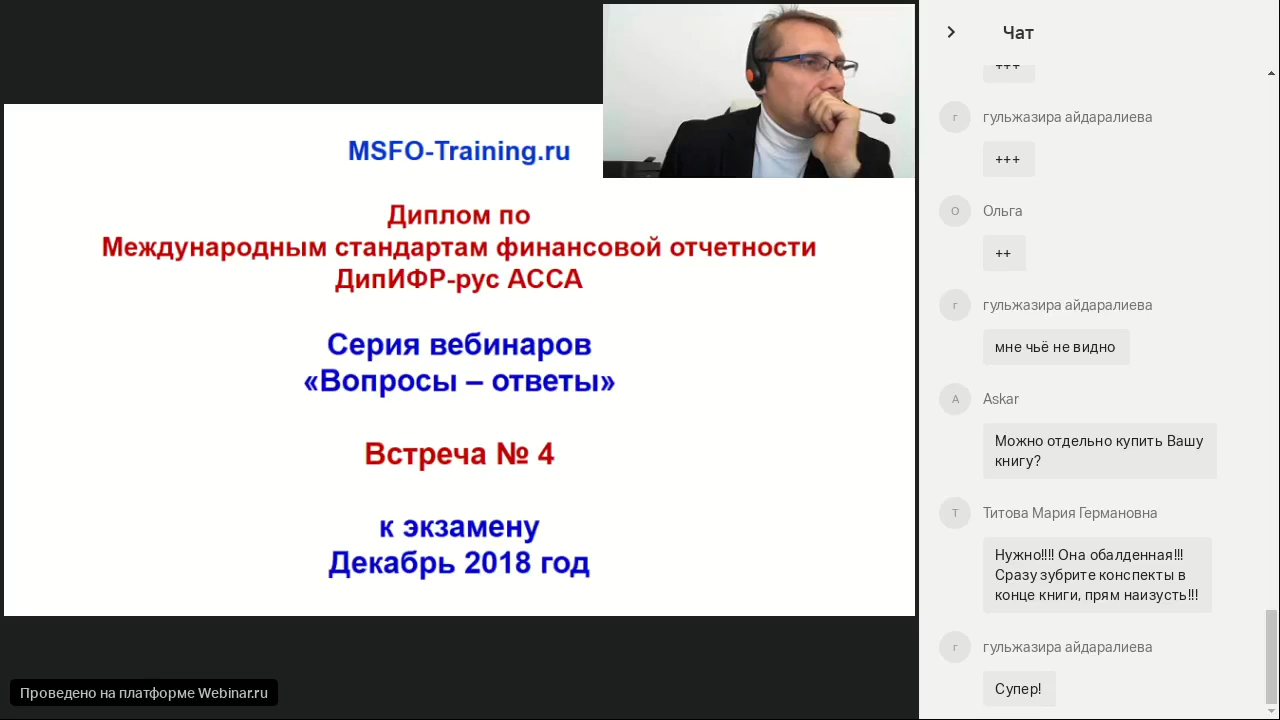 MSFO-Training.ru
Диплом по
Международным стандартам финансовой отчетности
ДипИФР-рус АССА
Серия вебинаров
«Вопросы – ответы»
Встреча № 4
к экзамену
Декабрь 2018 год
Проведено на платформе Webinar.ru
Чат
+++
г
гульжазира айдаралиева
+++
О
Ольга
++
г
гульжазира айдаралиева
мне чьё не видно
A
Askar
Можно отдельно купить Вашу
книгу?
Т
Титова Мария Германовна
Нужно!!!! Она обалденная!!!
Сразу зубрите конспекты в
конце книги, прям наизусть!!!
г
гульжазира айдаралиева
Супер!